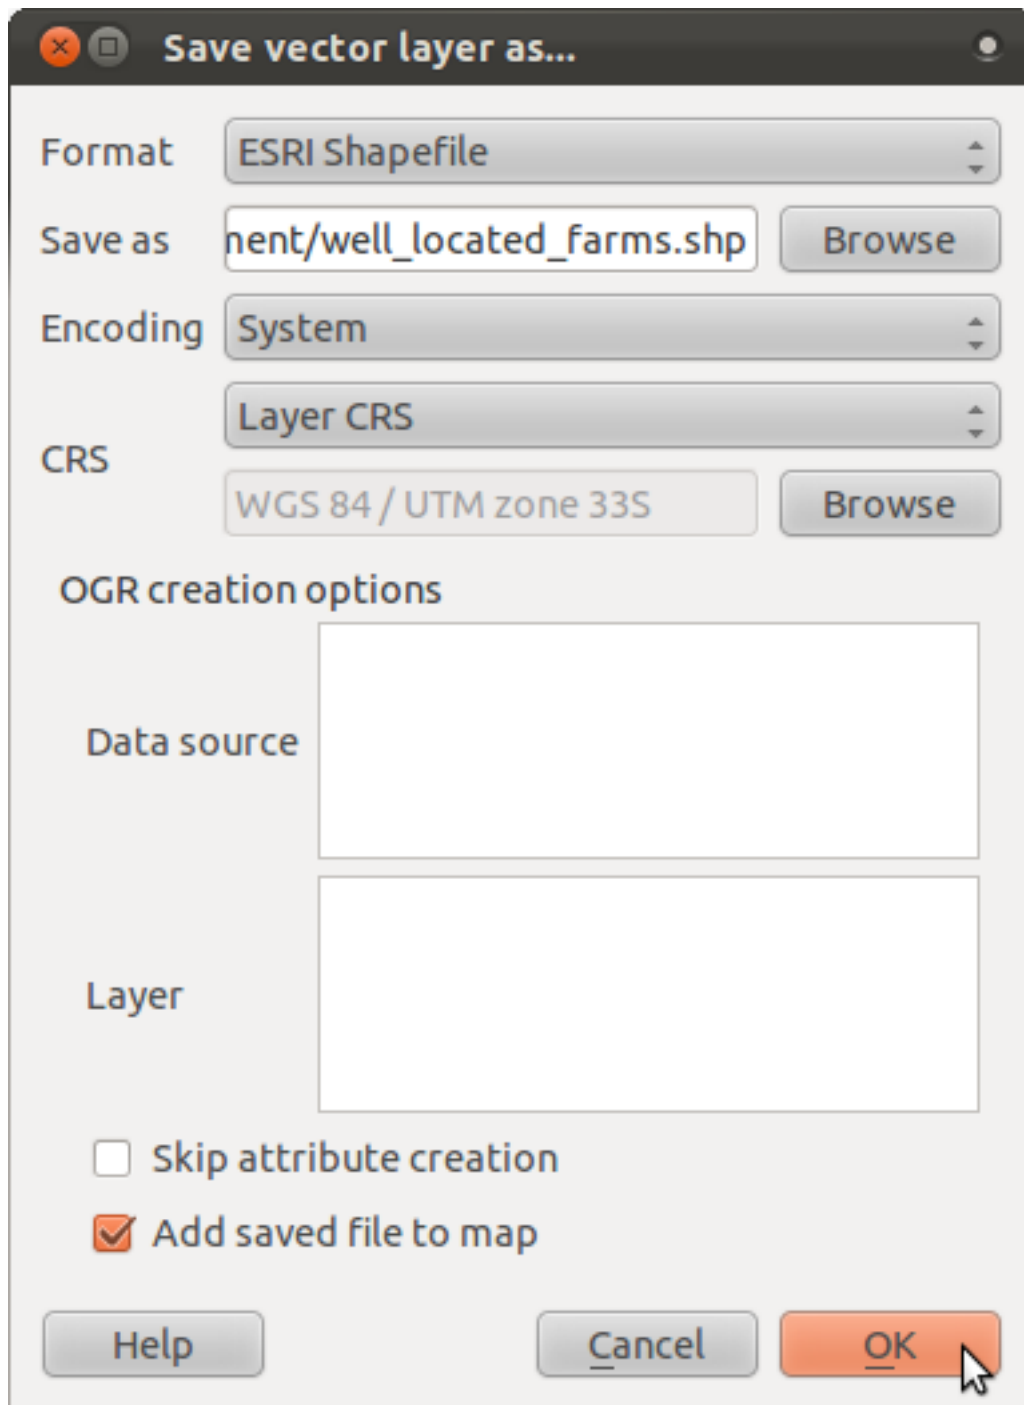 Save vector layer as...
Format ESRI Shapefile
Save as nent/well_located_farms.shp Browse
Encoding System
Layer CRS
CRS
WGS 84 / UTM zone 33S Browse
OGR creation options
Data source
Layer
Skip attribute creation
Add saved file to map
Help Cancel OK